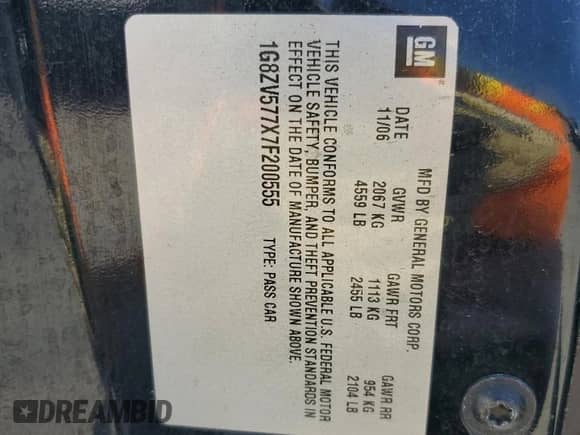 GM
MFD BY GENERAL MOTORS CORP.
DATE GVWR GAWR FRT GAWR RR
11/06 2067 KG 1113 KG 954 KG
4559 LB 2455 LB 2104 LB
THIS VEHICLE CONFORMS TO ALL APPLICABLE U.S. FEDERAL MOTOR
VEHICLE SAFETY, BUMPER, AND THEFT PREVENTION STANDARDS IN
EFFECT ON THE DATE OF MANUFACTURE SHOWN ABOVE.
1G8ZV577X7F200555 TYPE: PASS CAR
DREAMBID